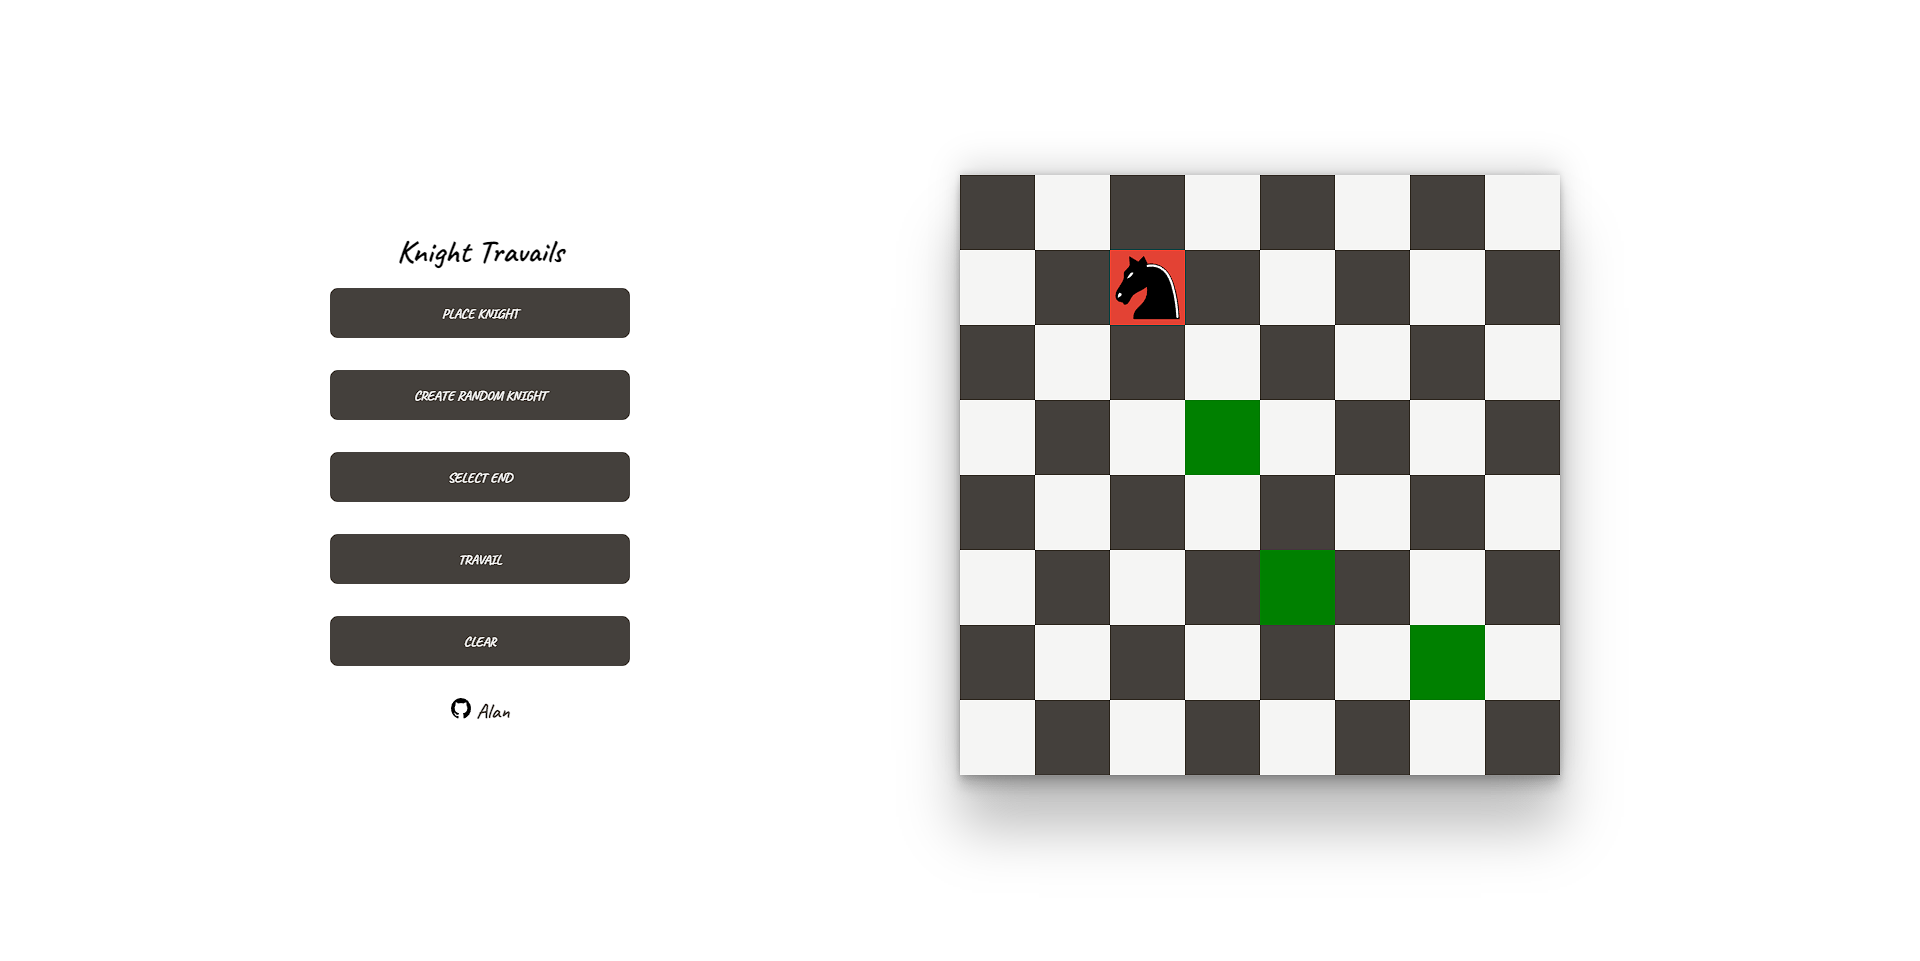 Knight Travails
PLACE KNIGHT
CREATE RANDOM KNIGHT
SELECT END
TRAVAIL
CLEAR
Alan